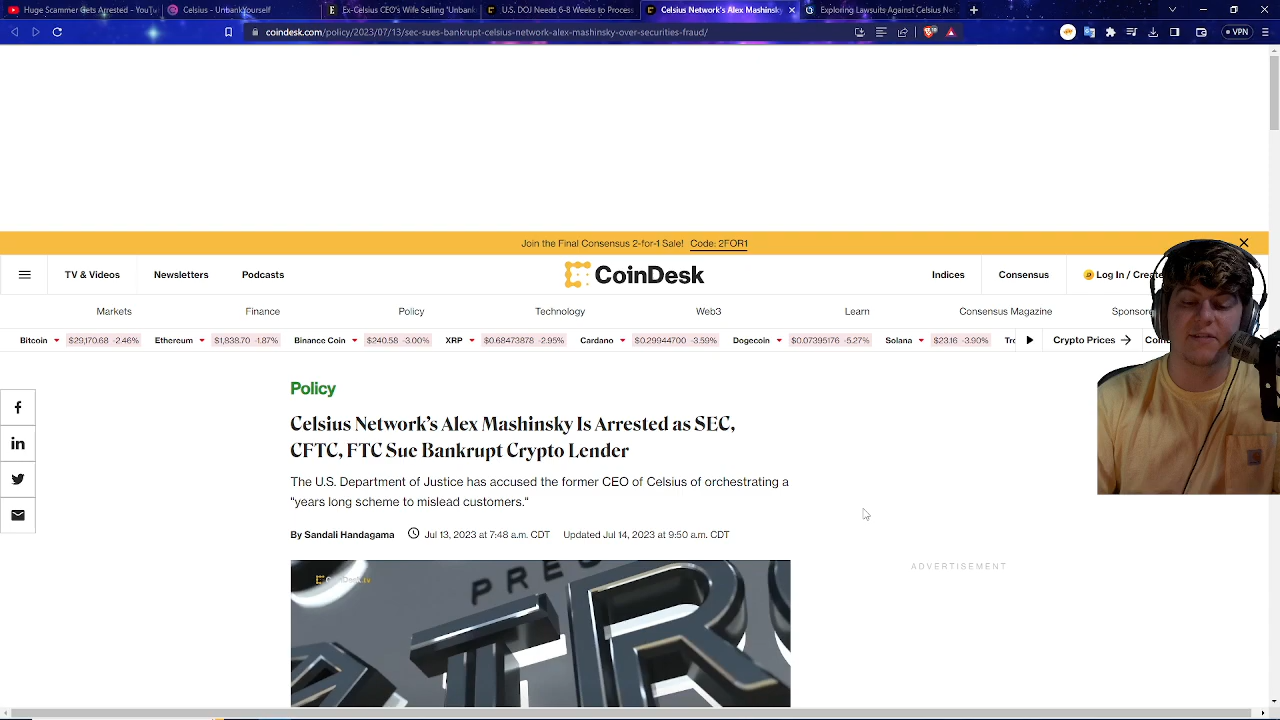 Huge Scammer Gets Arrested - YouTu
Celsius - UnbankYourself
Ex-Celsius CEO's Wife Selling 'Unbank
U.S. DOJ Needs 6-8 Weeks to Process
Celsius Network's Alex Mashinsky
Exploring Lawsuits Against Celsius Ne
coindesk.com/policy/2023/07/13/sec-sues-bankrupt-celsius-network-alex-mashinsky-over-securities-fraud/
VPN
Join the Final Consensus 2-for-1 Sale! Code: 2FOR1
TV & Videos Newsletters Podcasts
CoinDesk
Indices Consensus Log In / Create
Markets Finance Policy Technology Web3 Learn Consensus Magazine Sponsor
Bitcoin $29,170.68 -2.46% Ethereum $1,838.70 -1.87% Binance Coin $240.58 -3.00% XRP $0.68473878 -2.95% Cardano $0.29944700 -3.59% Dogecoin $0.07395176 -5.27% Solana $23.16 -3.90% Crypto Prices
Policy
Celsius Network's Alex Mashinsky Is Arrested as SEC,
CFTC, FTC Sue Bankrupt Crypto Lender
The U.S. Department of Justice has accused the former CEO of Celsius of orchestrating a
"years long scheme to mislead customers."
By Sandali Handagama Jul 13, 2023 at 7:48 a.m. CDT Updated Jul 14, 2023 at 9:50 a.m. CDT
ADVERTISEMENT
CoinDesk.tv